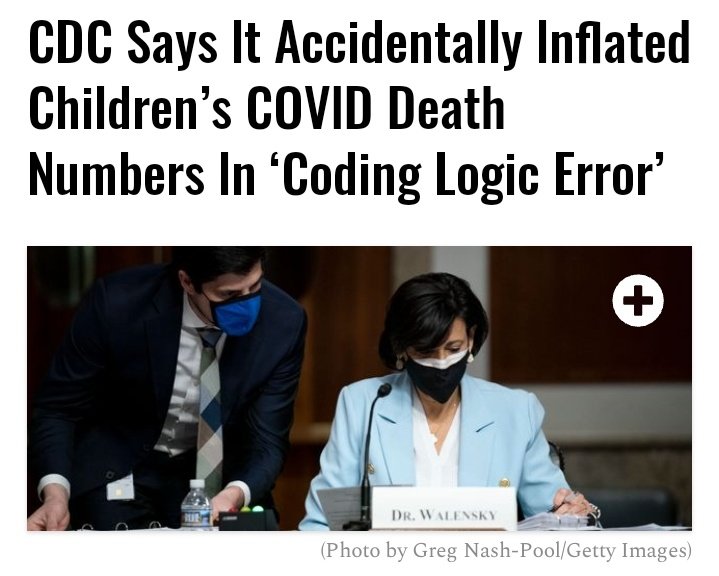 CDC Says It Accidentally Inflated
Children’s COVID Death
Numbers In ‘Coding Logic Error’
DR. WALENSKY
(Photo by Greg Nash-Pool/Getty Images)